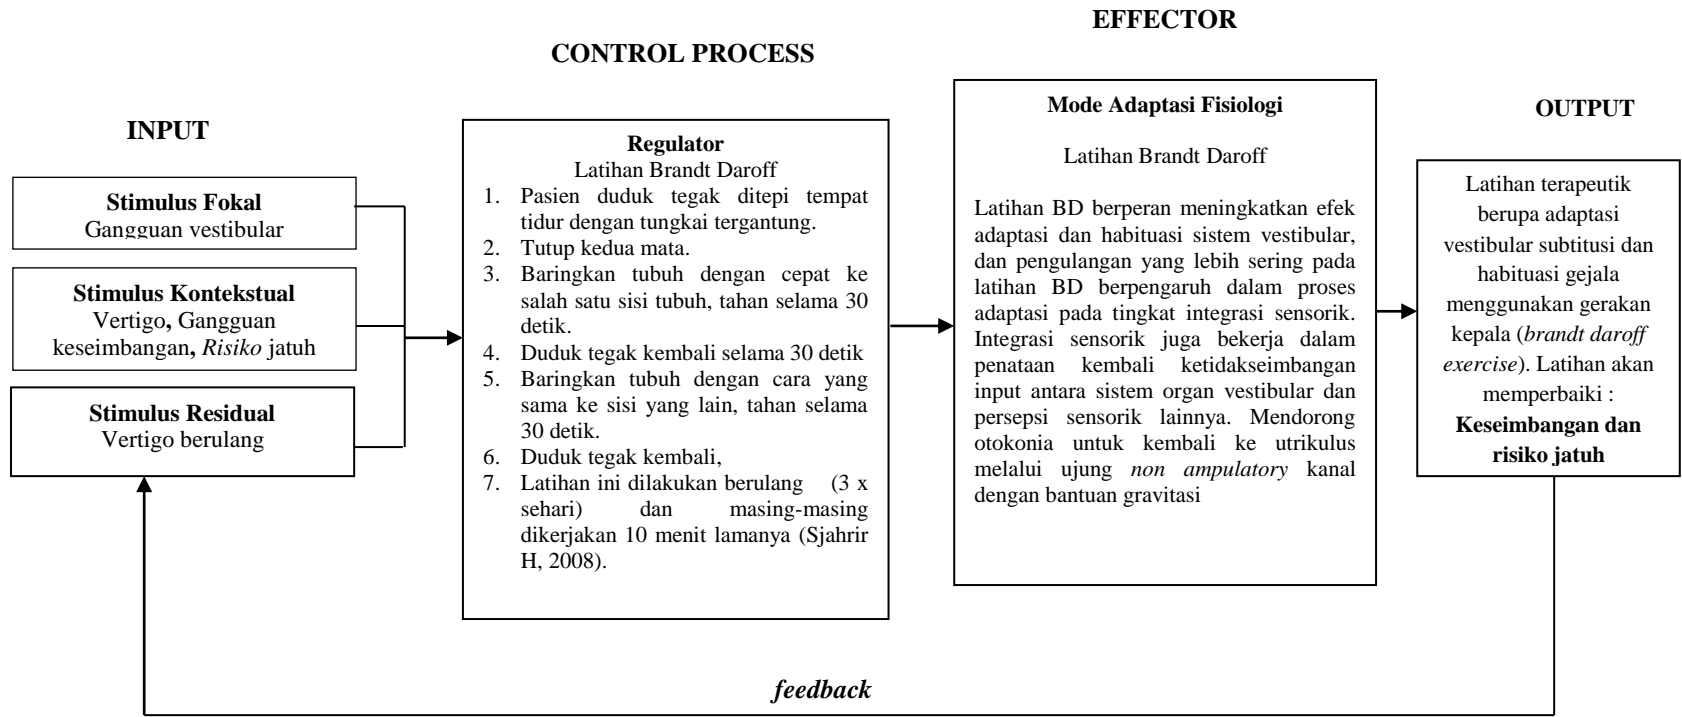 INPUT
Stimulus Fokal
Gangguan vestibular
Stimulus Kontekstual
Vertigo, Gangguan
keseimbangan, Risiko jatuh
Stimulus Residual
Vertigo berulang
CONTROL PROCESS
Regulator
Latihan Brandt Daroff
1. Pasien duduk tegak ditepi tempat
tidur dengan tungkai tergantung.
2. Tutup kedua mata.
3. Baringkan tubuh dengan cepat ke
salah satu sisi tubuh, tahan selama 30
detik.
4. Duduk tegak kembali selama 30 detik
5. Baringkan tubuh dengan cara yang
sama ke sisi yang lain, tahan selama
30 detik.
6. Duduk tegak kembali,
7. Latihan ini dilakukan berulang (3 x
sehari) dan masing-masing
dikerjakan 10 menit lamanya (Sjahrir
H, 2008).
EFFECTOR
Mode Adaptasi Fisiologi
Latihan Brandt Daroff
Latihan BD berperan meningkatkan efek
adaptasi dan habituasi sistem vestibular,
dan pengulangan yang lebih sering pada
latihan BD berpengaruh dalam proses
adaptasi pada tingkat integrasi sensorik.
Integrasi sensorik juga bekerja dalam
penataan kembali ketidakseimbangan
input antara sistem organ vestibular dan
persepsi sensorik lainnya. Mendorong
otokonia untuk kembali ke utrikulus
melalui ujung non ampulatory kanal
dengan bantuan gravitasi
OUTPUT
Latihan terapeutik
berupa adaptasi
vestibular subtitusi dan
habituasi gejala
menggunakan gerakan
kepala (brandt daroff
exercise). Latihan akan
memperbaiki :
Keseimbangan dan
risiko jatuh
feedback